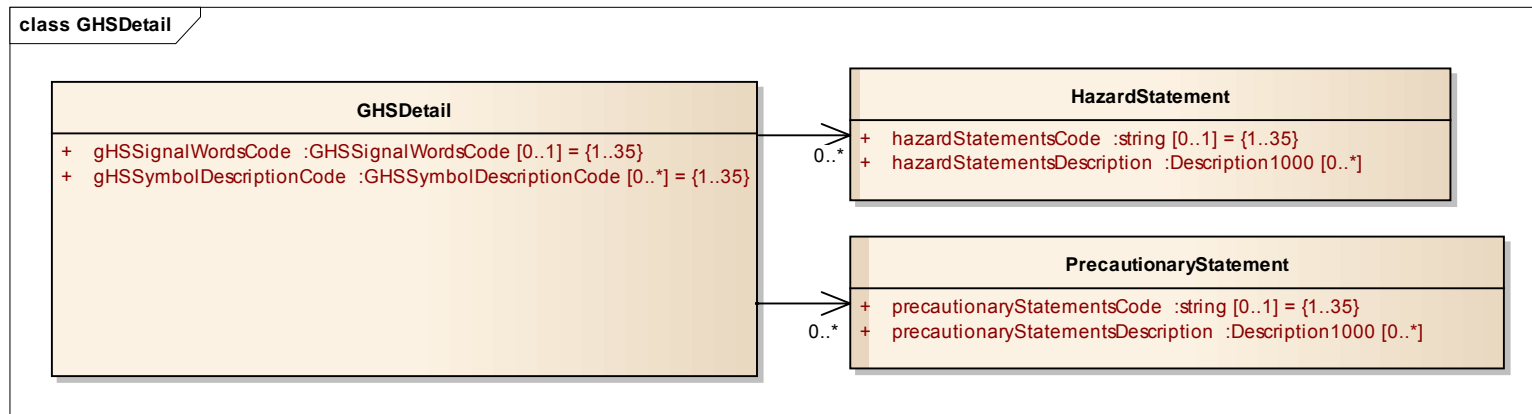 class GHSDetail
GHSDetail
+ gHSSignalWordsCode :GHSSignalWordsCode [0..1] = {1..35}
+ gHSSymbolDescriptionCode :GHSSymbolDescriptionCode [0..*] = {1..35}
0..*
HazardStatement
+ hazardStatementsCode :string [0..1] = {1..35}
+ hazardStatementsDescription :Description1000 [0..*]
0..*
PrecautionaryStatement
+ precautionaryStatementsCode :string [0..1] = {1..35}
+ precautionaryStatementsDescription :Description1000 [0..*]